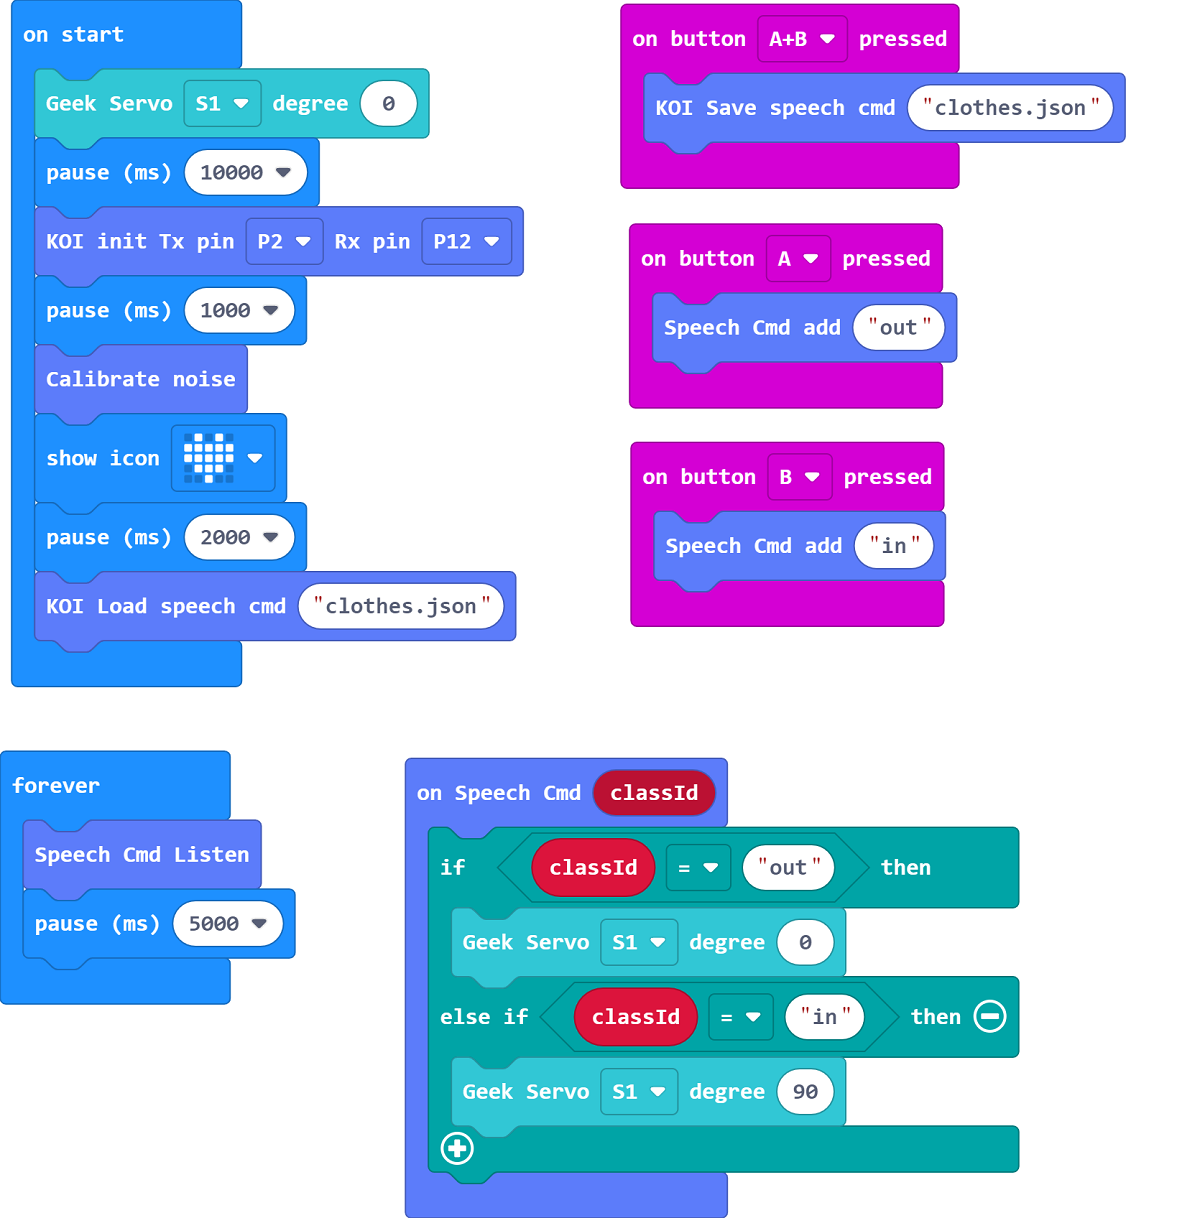 on start
Geek Servo S1 degree 0
pause (ms) 10000
KOI init Tx pin P2 Rx pin P12
pause (ms) 1000
Calibrate noise
show icon
pause (ms) 2000
KOI Load speech cmd "clothes.json"
on button A+B pressed
KOI Save speech cmd "clothes.json"
on button A pressed
Speech Cmd add "out"
on button B pressed
Speech Cmd add "in"
forever
Speech Cmd Listen
pause (ms) 5000
on Speech Cmd classId
if classId = "out" then
Geek Servo S1 degree 0
else if classId = "in" then
Geek Servo S1 degree 90